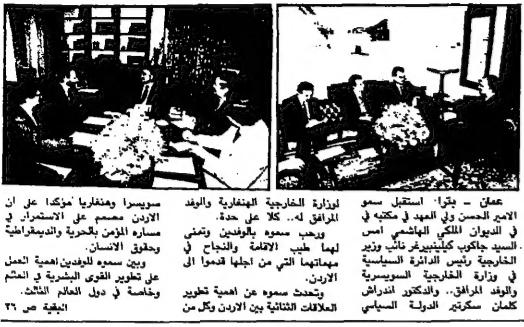 عمان - بترا: استقبل سمو
الامير الحسن ولي العهد في مكتبه في
الديوان الملكي الهاشمي امس
السيد جاكوب كيلينبيرغر نائب وزير
الخارجية رئيس الدائرة السياسية
في وزارة الخارجية السويسرية
والوفد المرافق.. والدكتور اندراش
كلمان سكرتير الدولة السياسي
لوزارة الخارجية الهنغارية والوفد
المرافق له.. كلا على حدة.
ورحب سموه بالوفدين وتمنى
لهما طيب الاقامة والنجاح في
مهماتهما التي من اجلها قدموا الى
الاردن.
وتحدث سموه عن اهمية تطوير
العلاقات الثنائية بين الاردن وكل من
سويسرا وهنغاريا مؤكدا على ان
الاردن مصمم على الاستمرار في
مساره المؤمن بالحرية والديمقراطية
وحقوق الانسان.
وبين سموه للوفدين اهمية العمل
على تطوير القوى البشرية في العالم
وخاصة في دول العالم الثالث.
البقية ص ٣٦